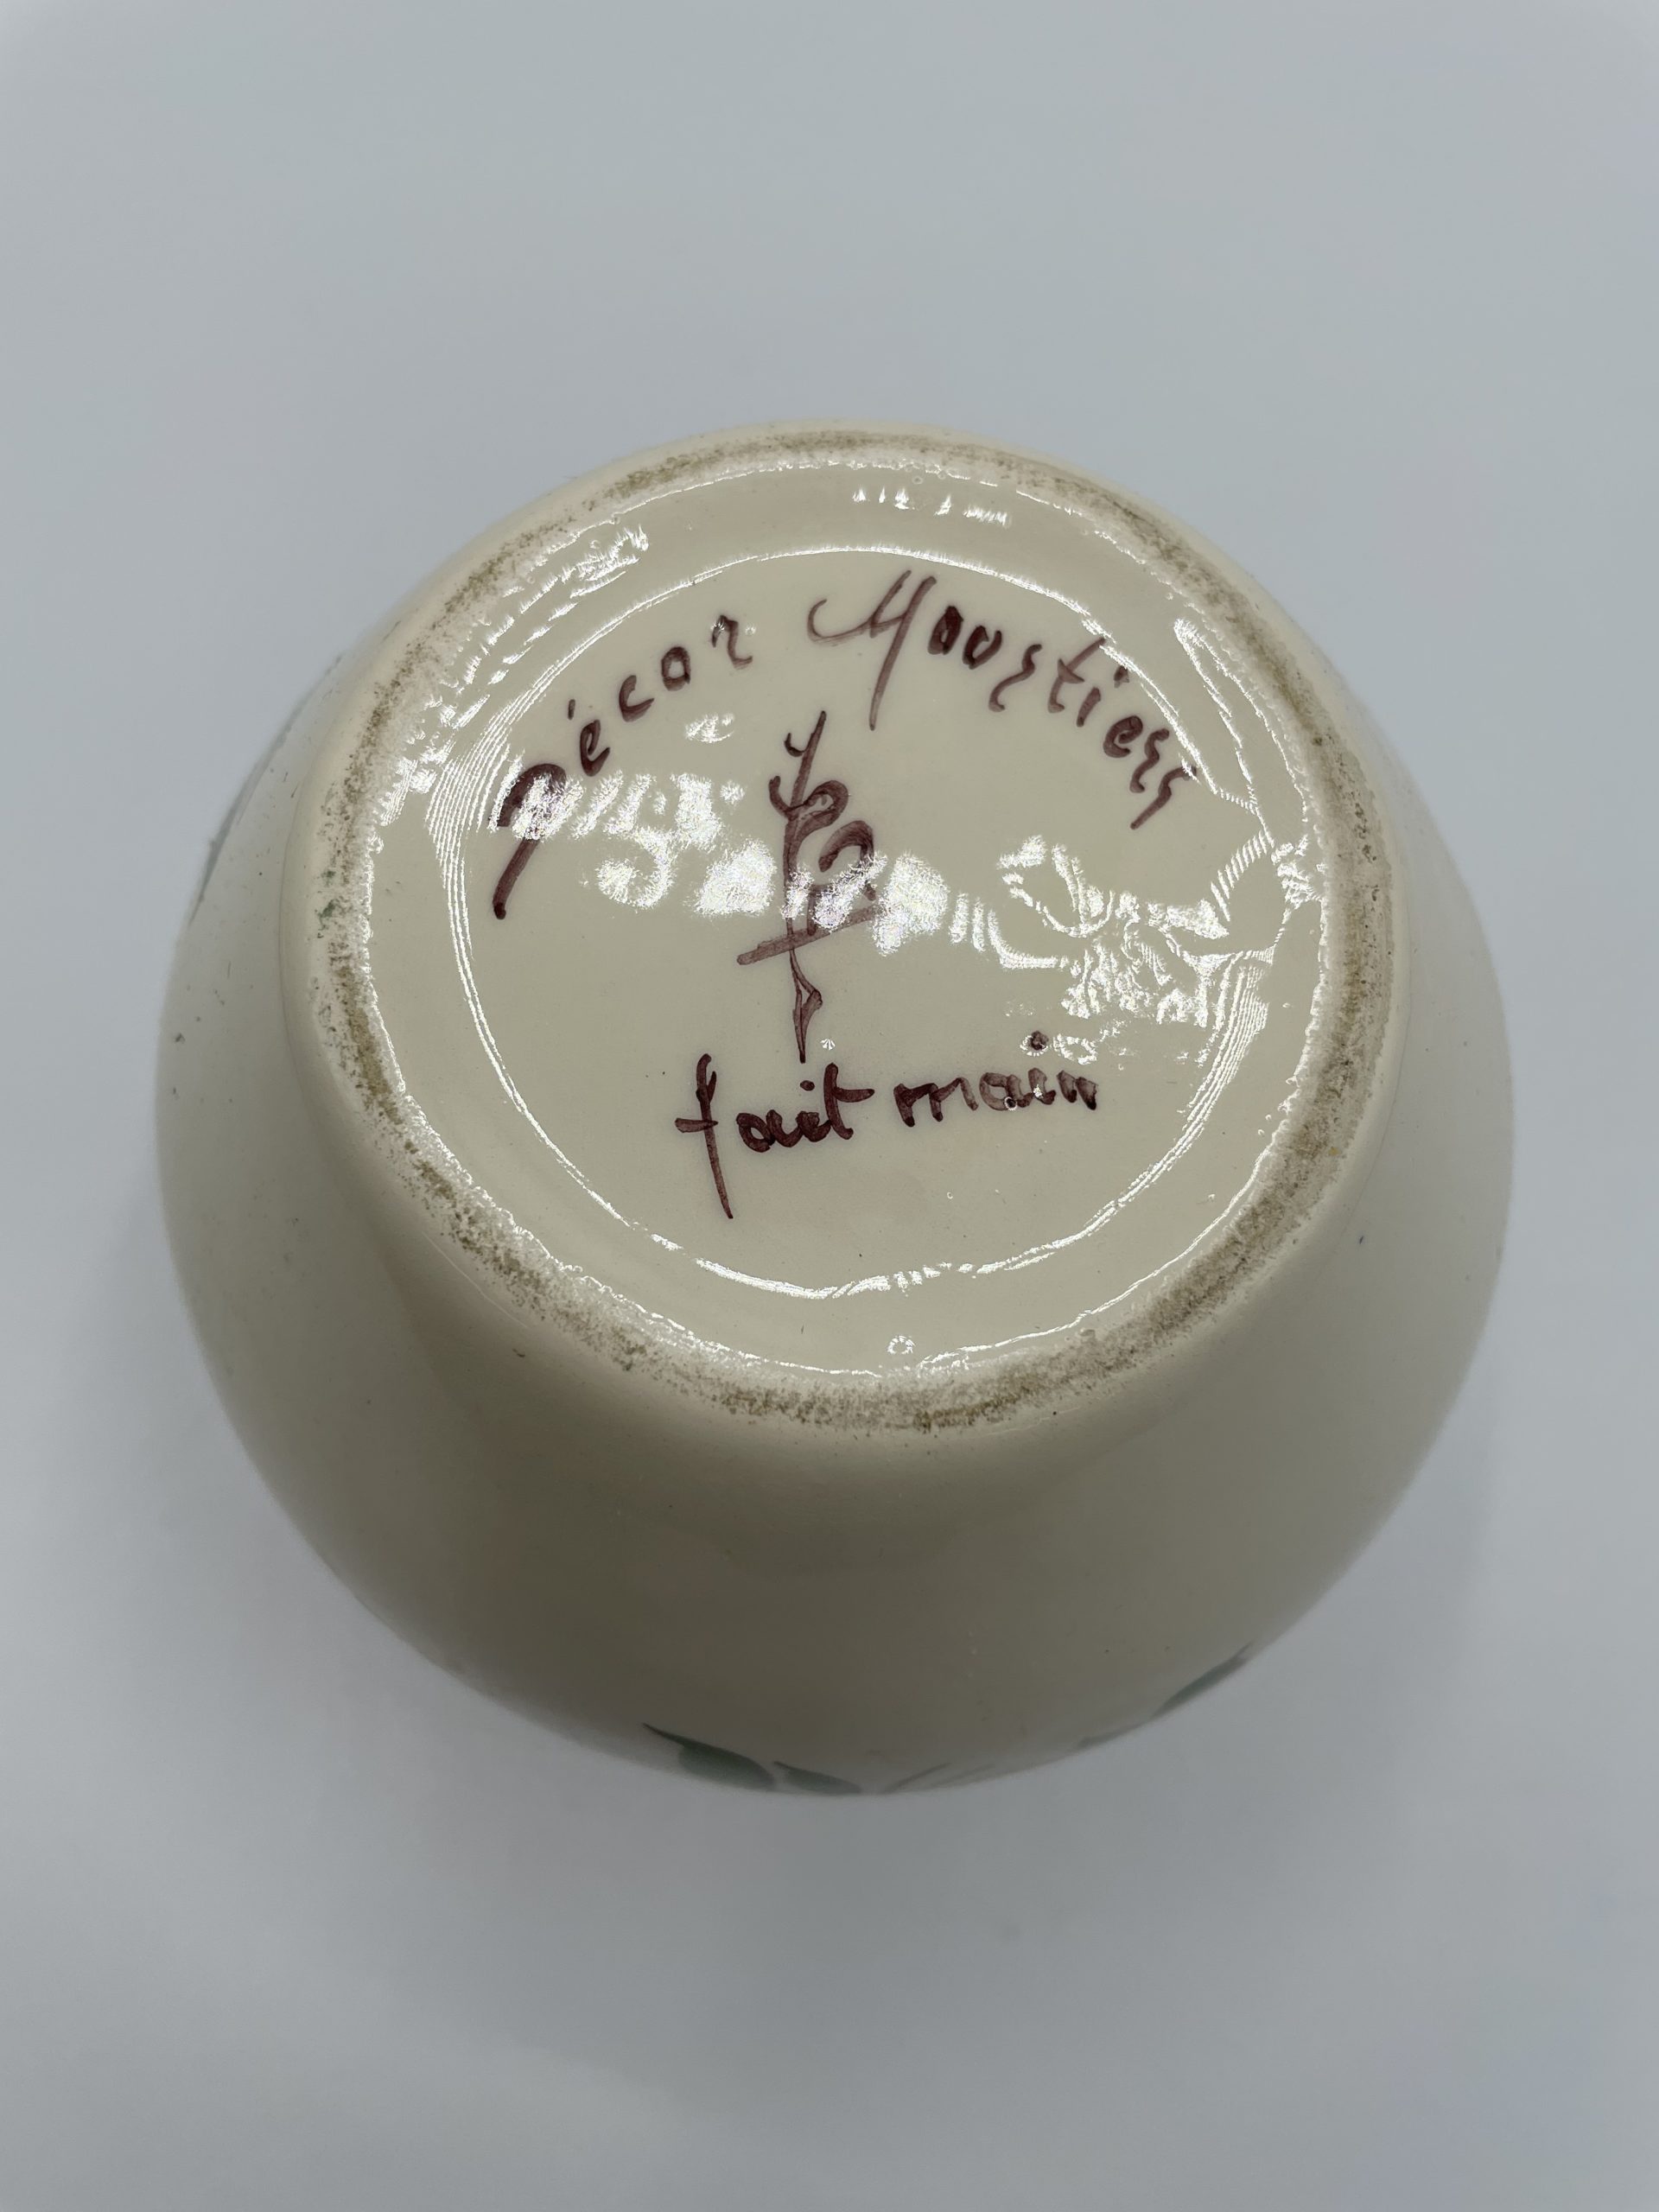 Décor Moustiers
fait main